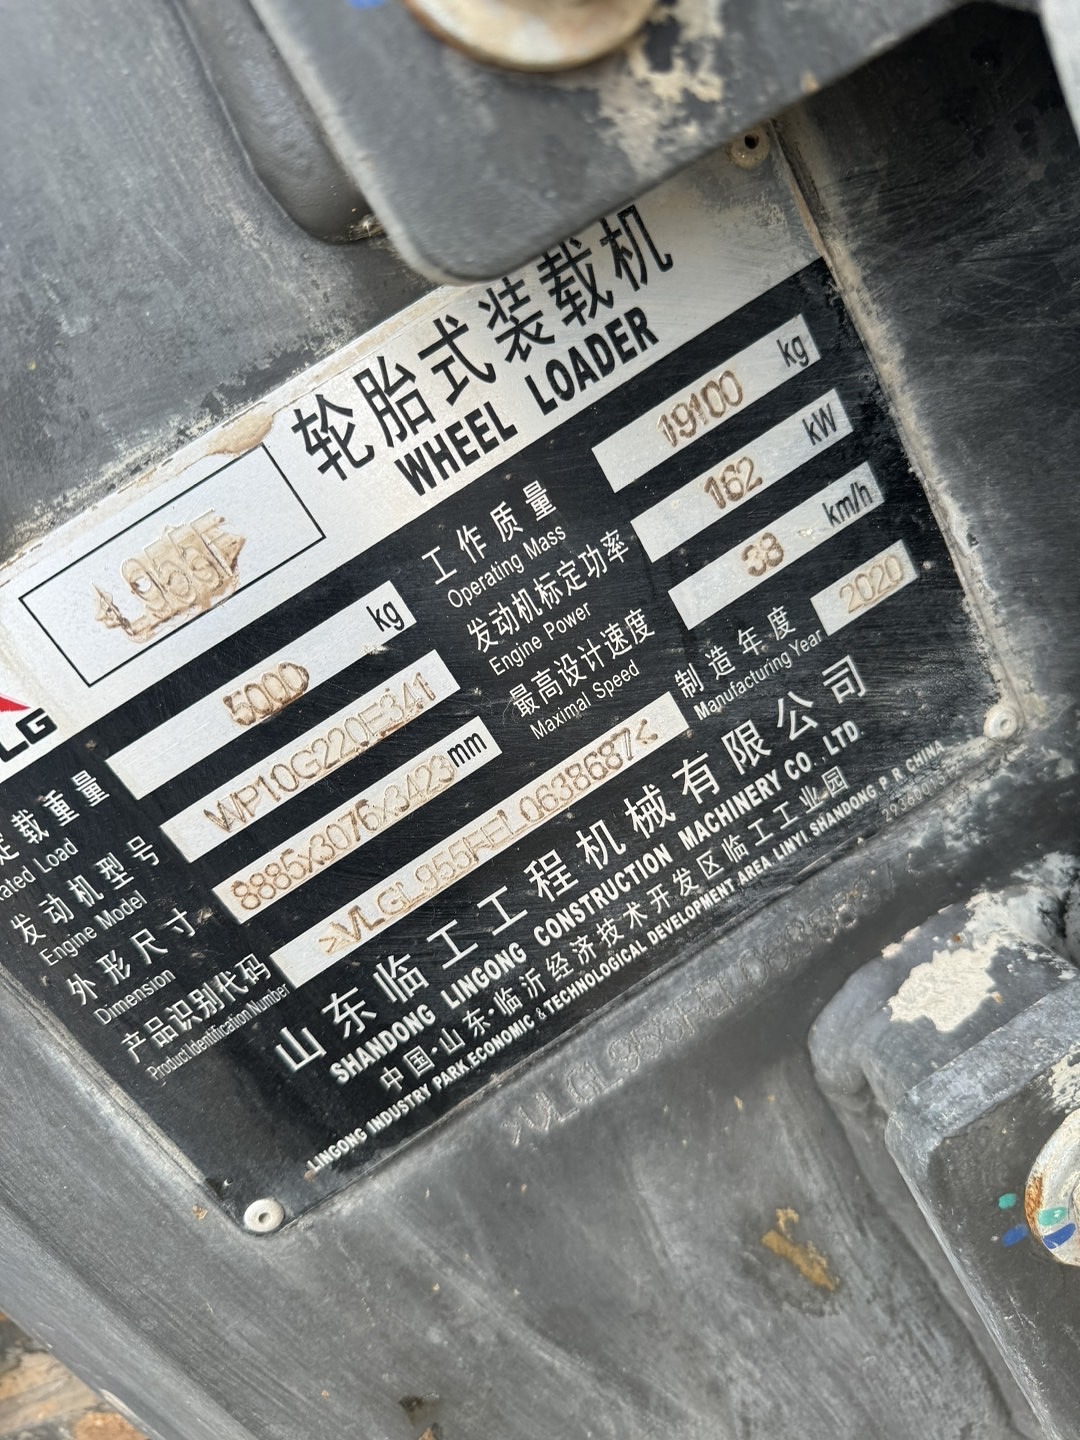 轮胎式装载机
WHEEL LOADER
L955F
LG
kg
5000
工作质量
Operating Mass
19100
kg
WP10G220E341
发动机标定功率
Engine Power
162
kW
8885X3076X3423
mm
最高设计速度
Maximal Speed
38
km/h
载重量
Rated Load
发动机型号
Engine Model
外形尺寸
Dimension
产品识别代码
Product Identification Number
>VLGL955FEL0638687<
制造年度
Manufacturing Year
2020
山东临工工程机械有限公司
SHANDONG LINGONG CONSTRUCTION MACHINERY CO.,LTD.
中国·山东·临沂经济技术开发区临工工业园
LINGONG INDUSTRY PARK.ECONOMIC & TECHNOLOGICAL DEVELOPMENT AREA LINYI SHANDONG P.R.CHINA